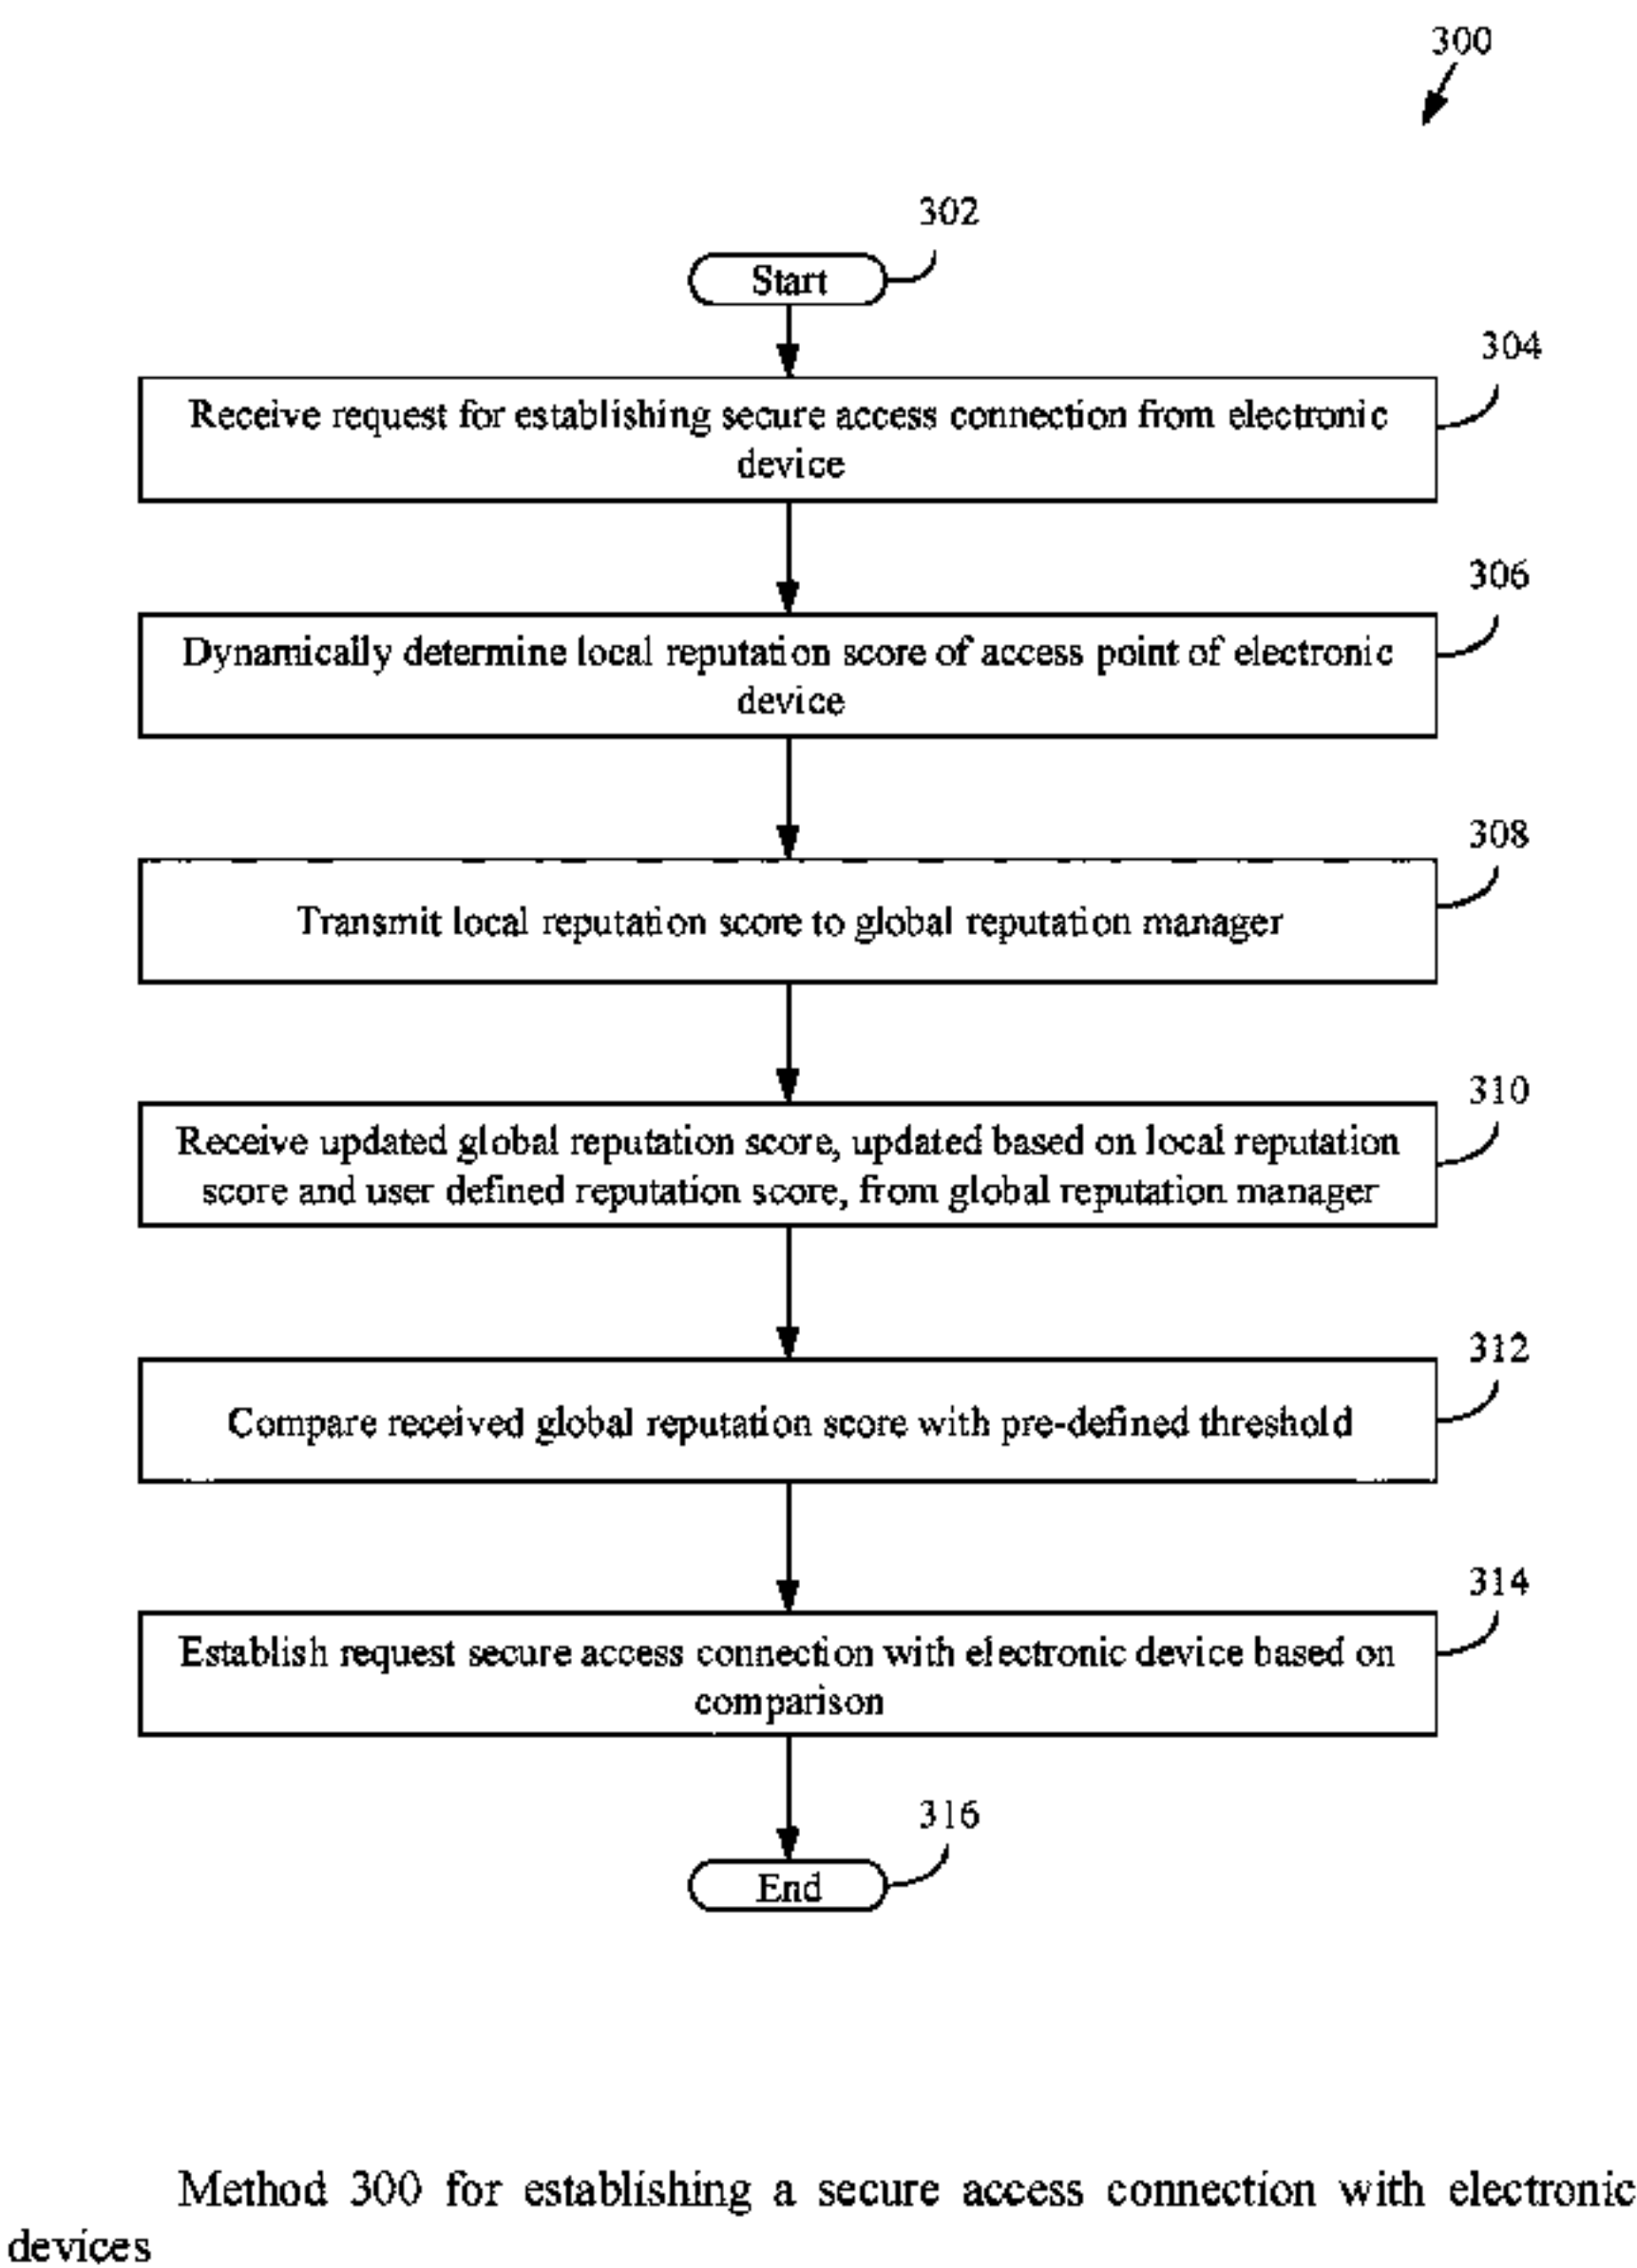 300
302
Start
304
Receive request for establishing secure access connection from electronic
device
306
Dynamically determine local reputation score of access point of electronic
device
308
Transmit local reputation score to global reputation manager
310
Receive updated global reputation score, updated based on local reputation
score and user defined reputation score, from global reputation manager
312
Compare received global reputation score with pre-defined threshold
314
Establish request secure access connection with electronic device based on
comparison
316
End
Method 300 for establishing a secure access connection with electronic
devices